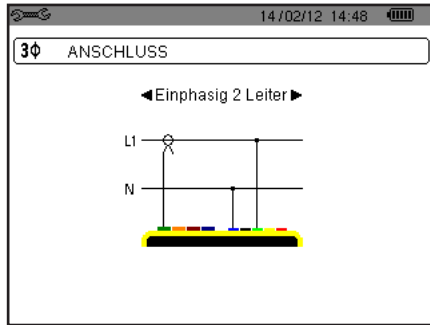 14/02/12 14:48
3Φ ANSCHLUSS
◄Einphasig 2 Leiter►
L1
N